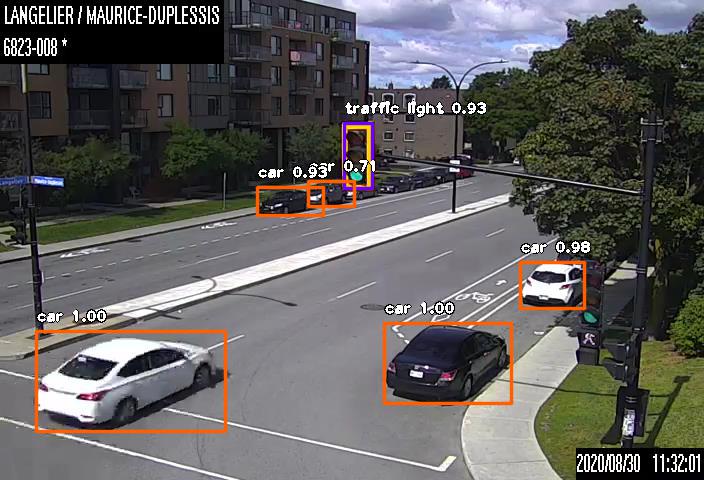 LANGELIER / MAURICE-DUPLESSIS
6823-008 *
traffic light 0.93
car 0.93
car 0.71
car 0.98
car 1.00
car 1.00
2020/08/30 11:32:01